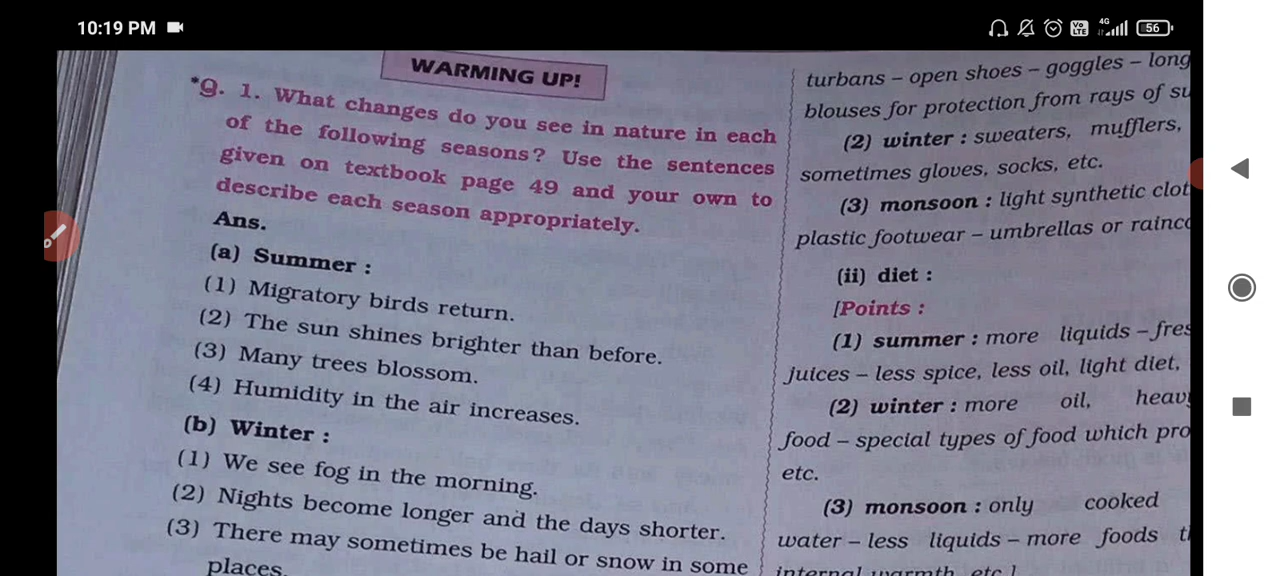 10:19 PM
4G
Vo
LTE
56
WARMING UP!
*Q. 1. What changes do you see in nature in each
of the following seasons? Use the sentences
given on textbook page 49 and your own to
describe each season appropriately.
Ans.
(a) Summer :
(1) Migratory birds return.
(2) The sun shines brighter than before.
(3) Many trees blossom.
(4) Humidity in the air increases.
(b) Winter :
(1) We see fog in the morning.
(2) Nights become longer and the days shorter.
(3) There may sometimes be hail or snow in some
places.
turbans – open shoes – goggles – long
blouses for protection from rays of
(2) winter : sweaters, mufflers,
sometimes gloves, socks, etc.
(3) monsoon : light synthetic
plastic footwear – umbrellas or
(ii) diet :
[Points :
(1) summer : more liquids –
juices – less spice, less oil, light diet,
(2) winter : more oil,
food – special types of food which
etc.
(3) monsoon : only cooked
water – less liquids – more foods
internal warmth, etc.]